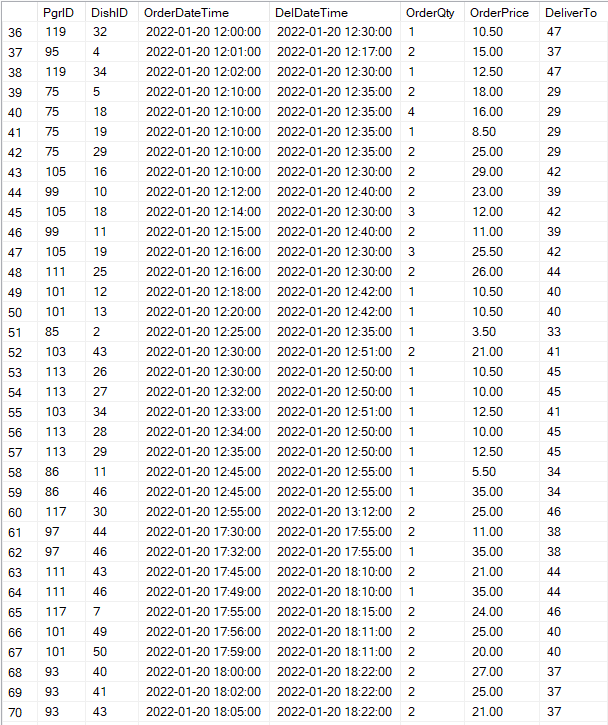 PgrID DishID OrderDateTime DelDateTime OrderQty OrderPrice DeliverTo
36 119 32 2022-01-20 12:00:00 2022-01-20 12:30:00 1 10.50 47
37 95 4 2022-01-20 12:01:00 2022-01-20 12:17:00 2 15.00 37
38 119 34 2022-01-20 12:02:00 2022-01-20 12:30:00 1 12.50 47
39 75 5 2022-01-20 12:10:00 2022-01-20 12:35:00 2 18.00 29
40 75 18 2022-01-20 12:10:00 2022-01-20 12:35:00 4 16.00 29
41 75 19 2022-01-20 12:10:00 2022-01-20 12:35:00 1 8.50 29
42 75 29 2022-01-20 12:10:00 2022-01-20 12:35:00 2 25.00 29
43 105 16 2022-01-20 12:10:00 2022-01-20 12:30:00 2 29.00 42
44 99 10 2022-01-20 12:12:00 2022-01-20 12:40:00 2 23.00 39
45 105 18 2022-01-20 12:14:00 2022-01-20 12:30:00 3 12.00 42
46 99 11 2022-01-20 12:15:00 2022-01-20 12:40:00 2 11.00 39
47 105 19 2022-01-20 12:16:00 2022-01-20 12:30:00 3 25.50 42
48 111 25 2022-01-20 12:16:00 2022-01-20 12:30:00 2 26.00 44
49 101 12 2022-01-20 12:18:00 2022-01-20 12:42:00 1 10.50 40
50 101 13 2022-01-20 12:20:00 2022-01-20 12:42:00 1 10.50 40
51 85 2 2022-01-20 12:25:00 2022-01-20 12:35:00 1 3.50 33
52 103 43 2022-01-20 12:30:00 2022-01-20 12:51:00 2 21.00 41
53 113 26 2022-01-20 12:30:00 2022-01-20 12:50:00 1 10.50 45
54 113 27 2022-01-20 12:32:00 2022-01-20 12:50:00 1 10.00 45
55 103 34 2022-01-20 12:33:00 2022-01-20 12:51:00 1 12.50 41
56 113 28 2022-01-20 12:34:00 2022-01-20 12:50:00 1 10.00 45
57 113 29 2022-01-20 12:35:00 2022-01-20 12:50:00 1 12.50 45
58 86 11 2022-01-20 12:45:00 2022-01-20 12:55:00 1 5.50 34
59 86 46 2022-01-20 12:45:00 2022-01-20 12:55:00 1 35.00 34
60 117 30 2022-01-20 12:55:00 2022-01-20 13:12:00 2 25.00 46
61 97 44 2022-01-20 17:30:00 2022-01-20 17:55:00 2 11.00 38
62 97 46 2022-01-20 17:32:00 2022-01-20 17:55:00 1 35.00 38
63 111 43 2022-01-20 17:45:00 2022-01-20 18:10:00 2 21.00 44
64 111 46 2022-01-20 17:49:00 2022-01-20 18:10:00 1 35.00 44
65 117 7 2022-01-20 17:55:00 2022-01-20 18:15:00 2 24.00 46
66 101 49 2022-01-20 17:56:00 2022-01-20 18:11:00 2 25.00 40
67 101 50 2022-01-20 17:59:00 2022-01-20 18:11:00 2 20.00 40
68 93 40 2022-01-20 18:00:00 2022-01-20 18:22:00 2 27.00 37
69 93 41 2022-01-20 18:02:00 2022-01-20 18:22:00 2 25.00 37
70 93 43 2022-01-20 18:05:00 2022-01-20 18:22:00 2 21.00 37